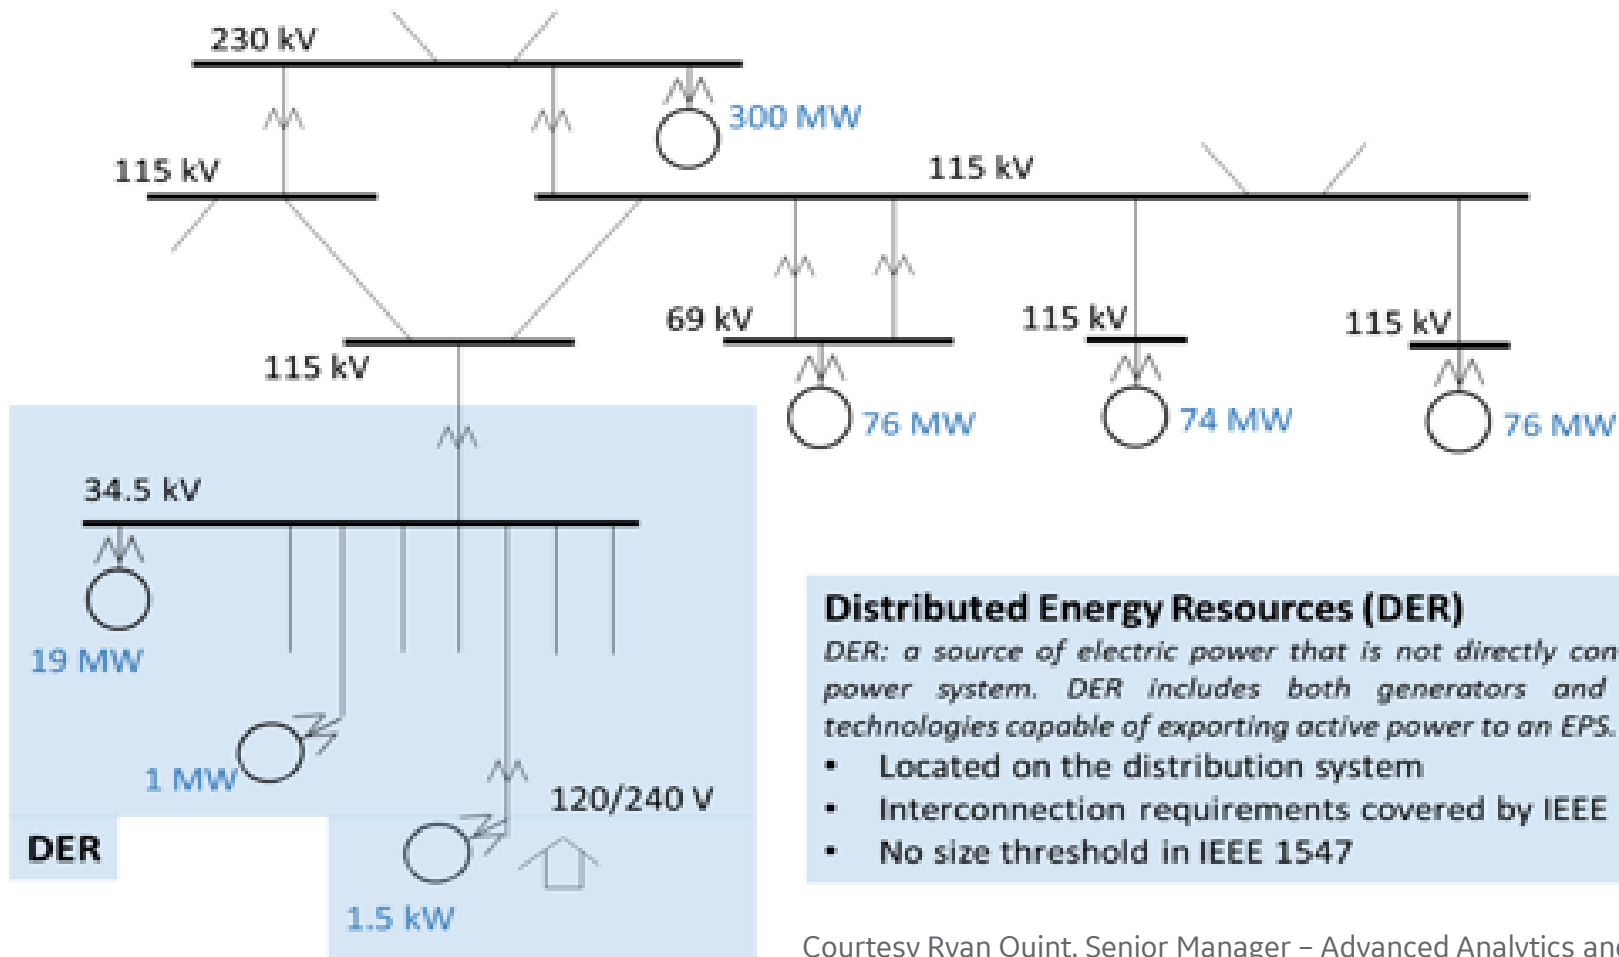 230 kV
300 MW
115 kV
115 kV
69 kV
115 kV
115 kV
115 kV
76 MW
74 MW
76 MW
34.5 kV
19 MW
1 MW
120/240 V
DER
1.5 kW
Distributed Energy Resources (DER)
DER: a source of electric power that is not directly
power system. DER includes both generators and
technologies capable of exporting active power to an EPS.
• Located on the distribution system
• Interconnection requirements covered by IEEE
• No size threshold in IEEE 1547
Courtesy Ryan Quint, Senior Manager – Advanced Analytics and